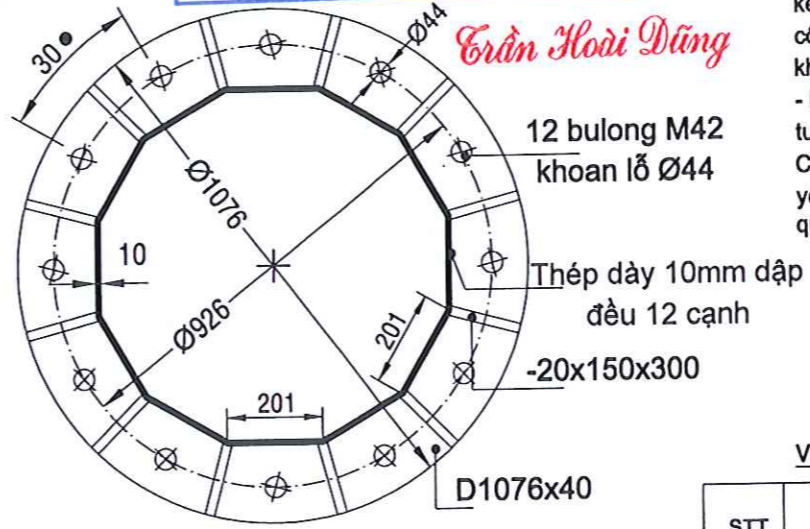 Trần Hoài Dũng
Ø44
30
12 bulong M42
khoan lỗ Ø44
Ø1076
10
Thép dày 10mm dập
đều 12 cạnh
Ø926
201
201
-20x150x300
D1076x40
STT